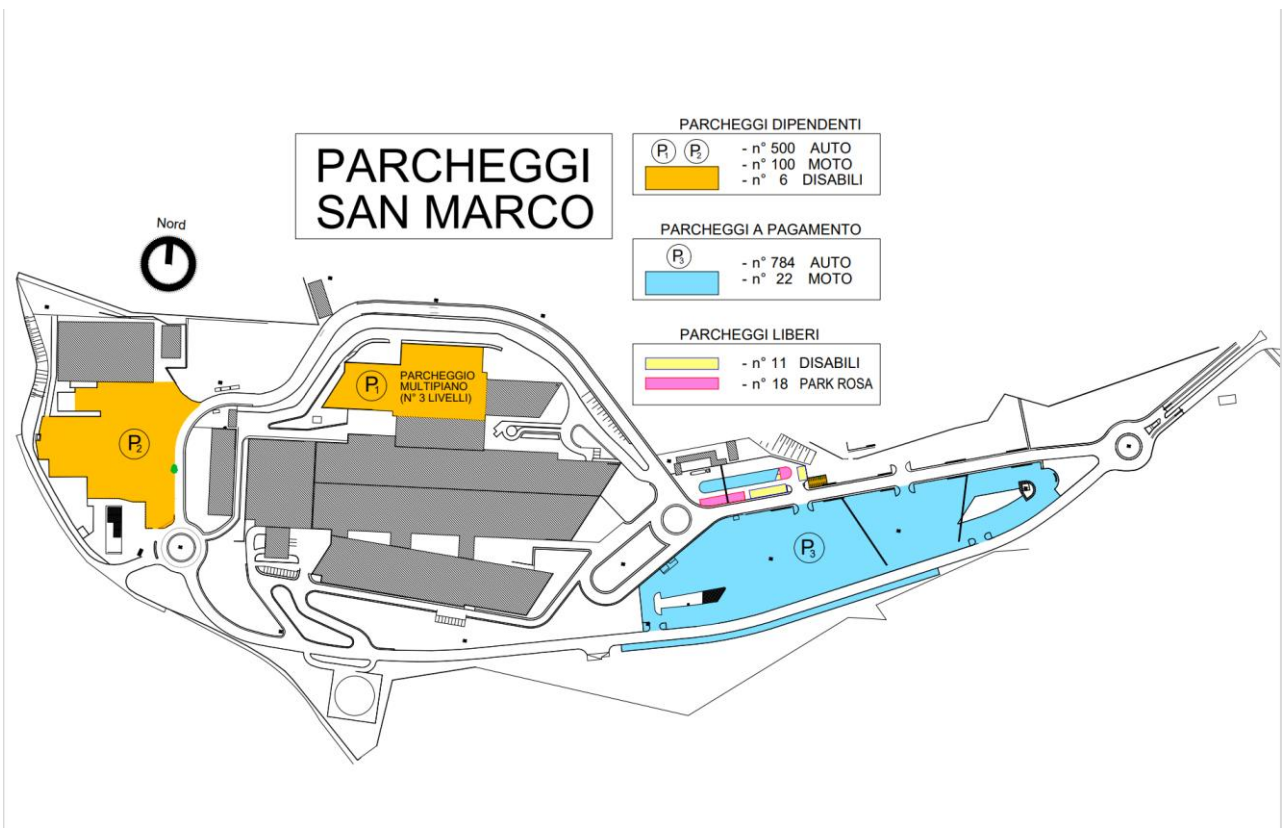 PARCHEGGI
SAN MARCO
Nord
PARCHEGGI DIPENDENTI
P1 P2 - n° 500 AUTO
- n° 100 MOTO
- n° 6 DISABILI
PARCHEGGI A PAGAMENTO
P3 - n° 784 AUTO
- n° 22 MOTO
PARCHEGGI LIBERI
- n° 11 DISABILI
- n° 18 PARK ROSA
P1 PARCHEGGIO
MULTIPIANO
(N° 3 LIVELLI)
P2
P3